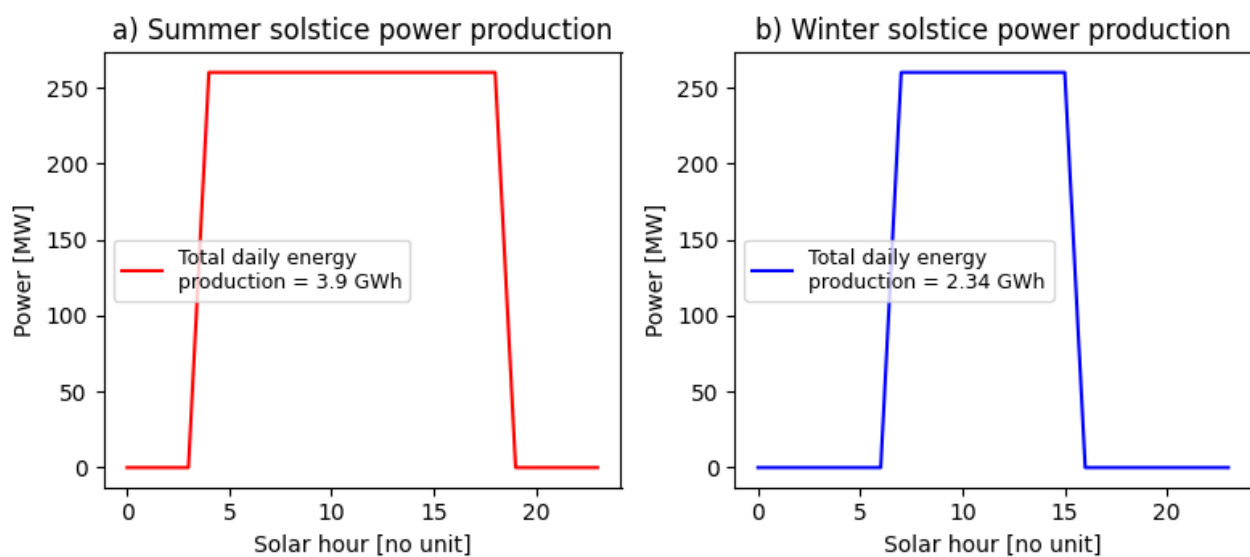 a) Summer solstice power production
250
200
150
100
50
0
Power [MW]
Total daily energy
production = 3.9 GWh
0 5 10 15 20
Solar hour [no unit]
b) Winter solstice power production
250
200
150
100
50
0
Power [MW]
Total daily energy
production = 2.34 GWh
0 5 10 15 20
Solar hour [no unit]